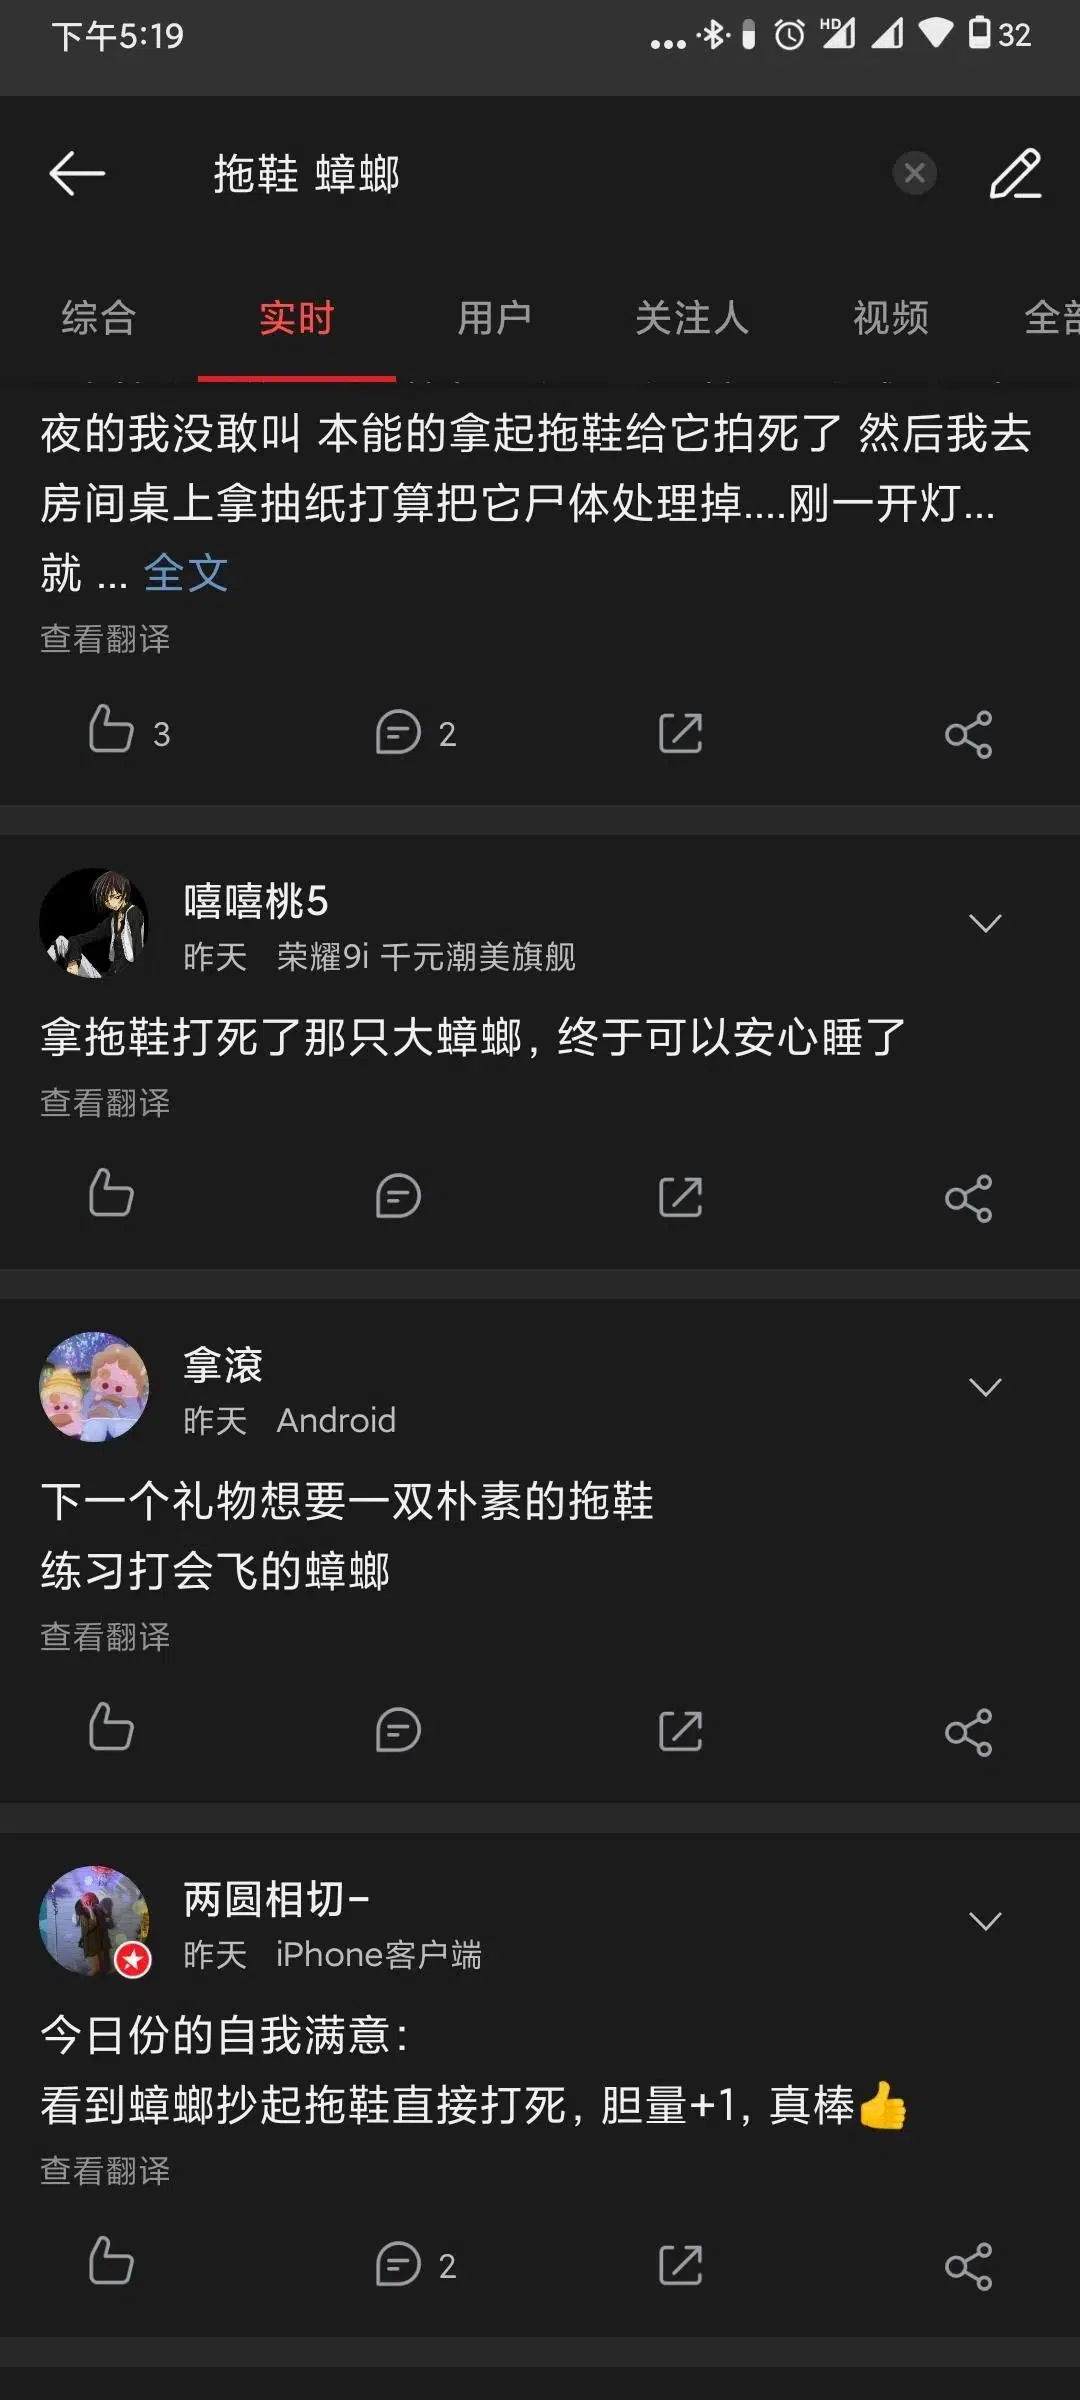 下午5:19
HD
32
拖鞋 蟑螂
综合 实时 用户 关注人 视频 全部
夜的我没敢叫 本能的拿起拖鞋给它拍死了 然后我去
房间桌上拿抽纸打算把它尸体处理掉....刚一开灯...
就 ... 全文
查看翻译
3 2
嘻嘻桃5
昨天 荣耀9i 千元潮美旗舰
拿拖鞋打死了那只大蟑螂，终于可以安心睡了
查看翻译
拿滾
昨天 Android
下一个礼物想要一双朴素的拖鞋
练习打会飞的蟑螂
查看翻译
两圆相切-
昨天 iPhone客户端
今日份的自我满意：
看到蟑螂抄起拖鞋直接打死，胆量+1，真棒👍
查看翻译
2